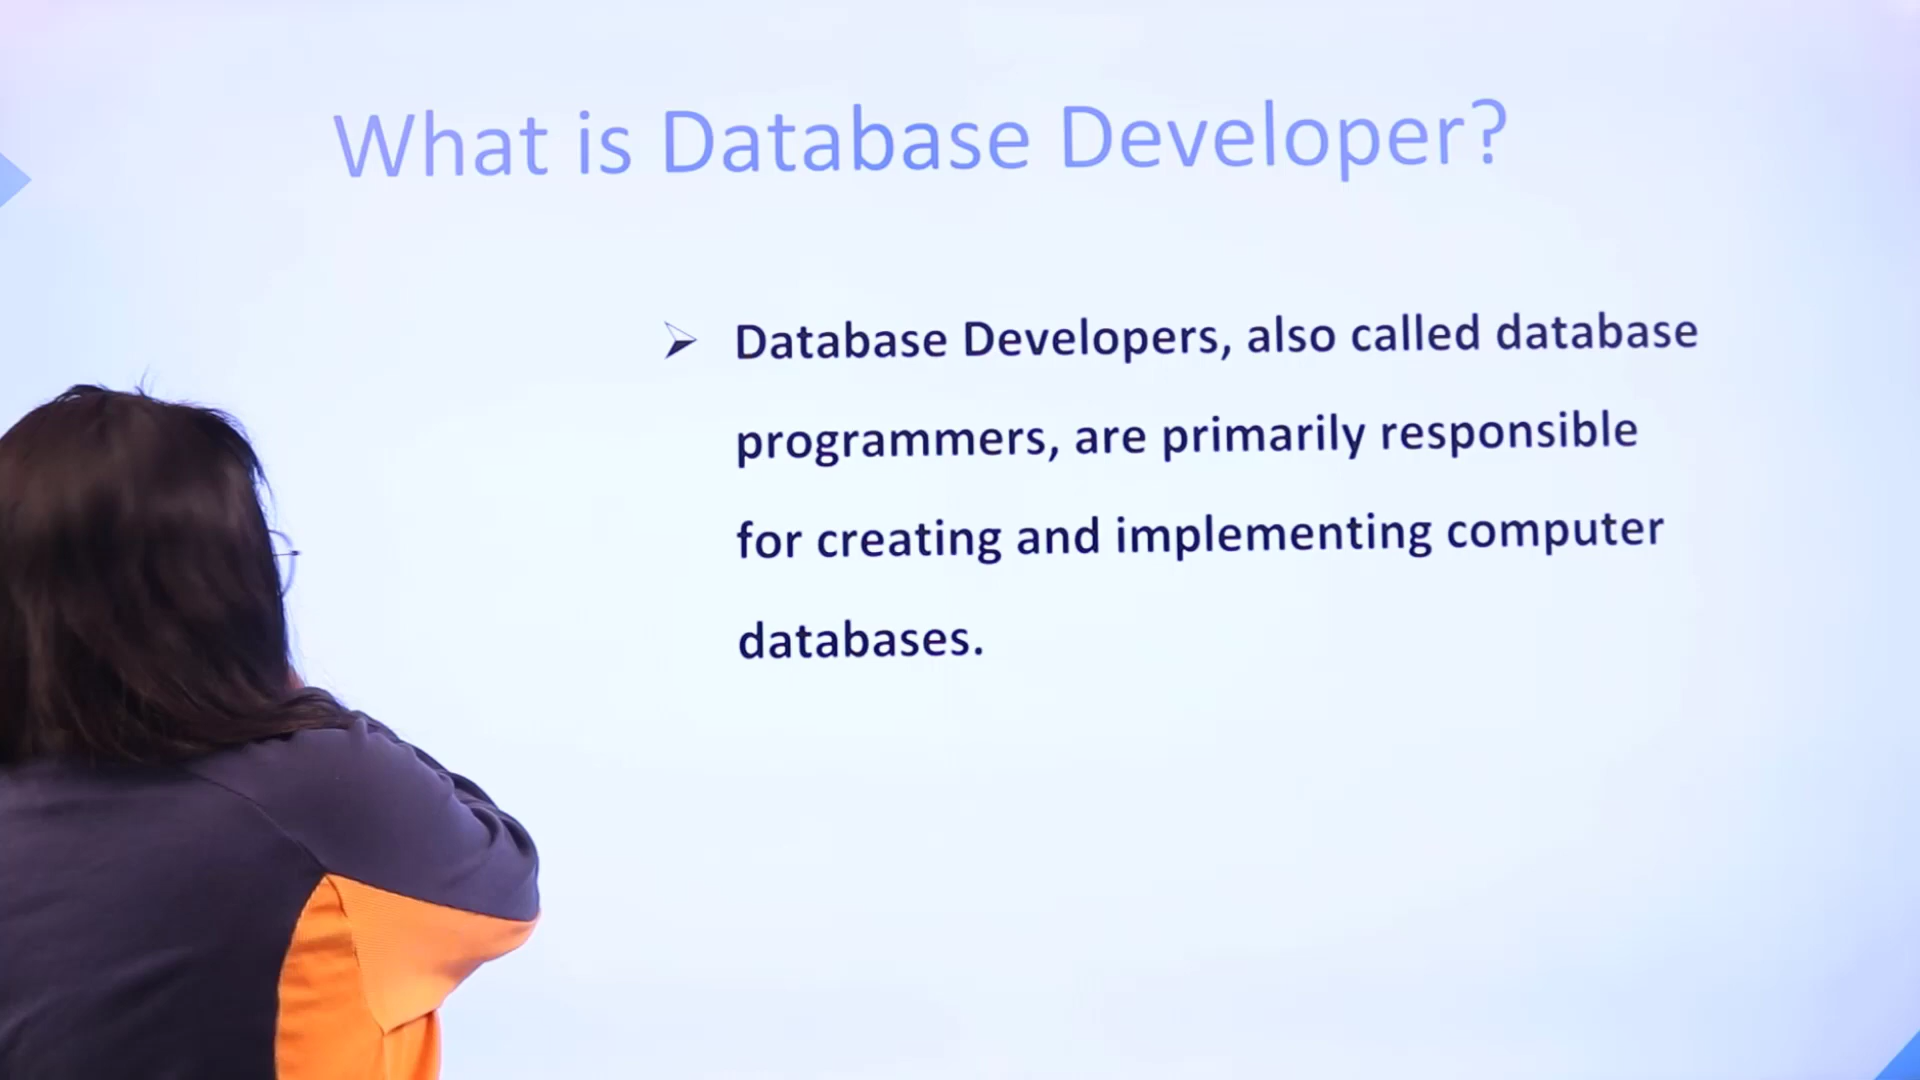 What is Database Developer?
➢ Database Developers, also called database
programmers, are primarily responsible
for creating and implementing computer
databases.